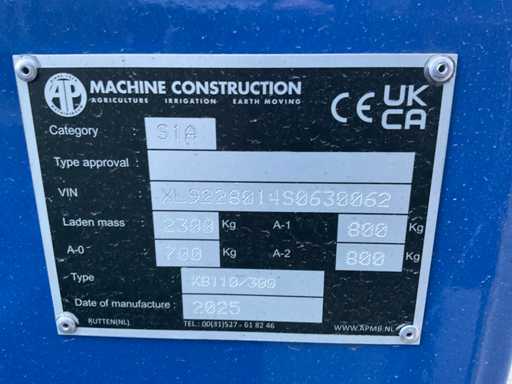 AP MACHINE CONSTRUCTION
AGRICULTURE IRRIGATION EARTH MOVING
CE UK CA
Category : S1A
Type approval :
VIN XL9228014S0630062
Laden mass 2300 Kg A-1 800 Kg
A-0 700 Kg A-2 800 Kg
Type KB110/300
Date of manufacture : 2025
RUTTEN(NL) TEL.: 00(31)527 - 61 82 46 WWW.APMB.NL